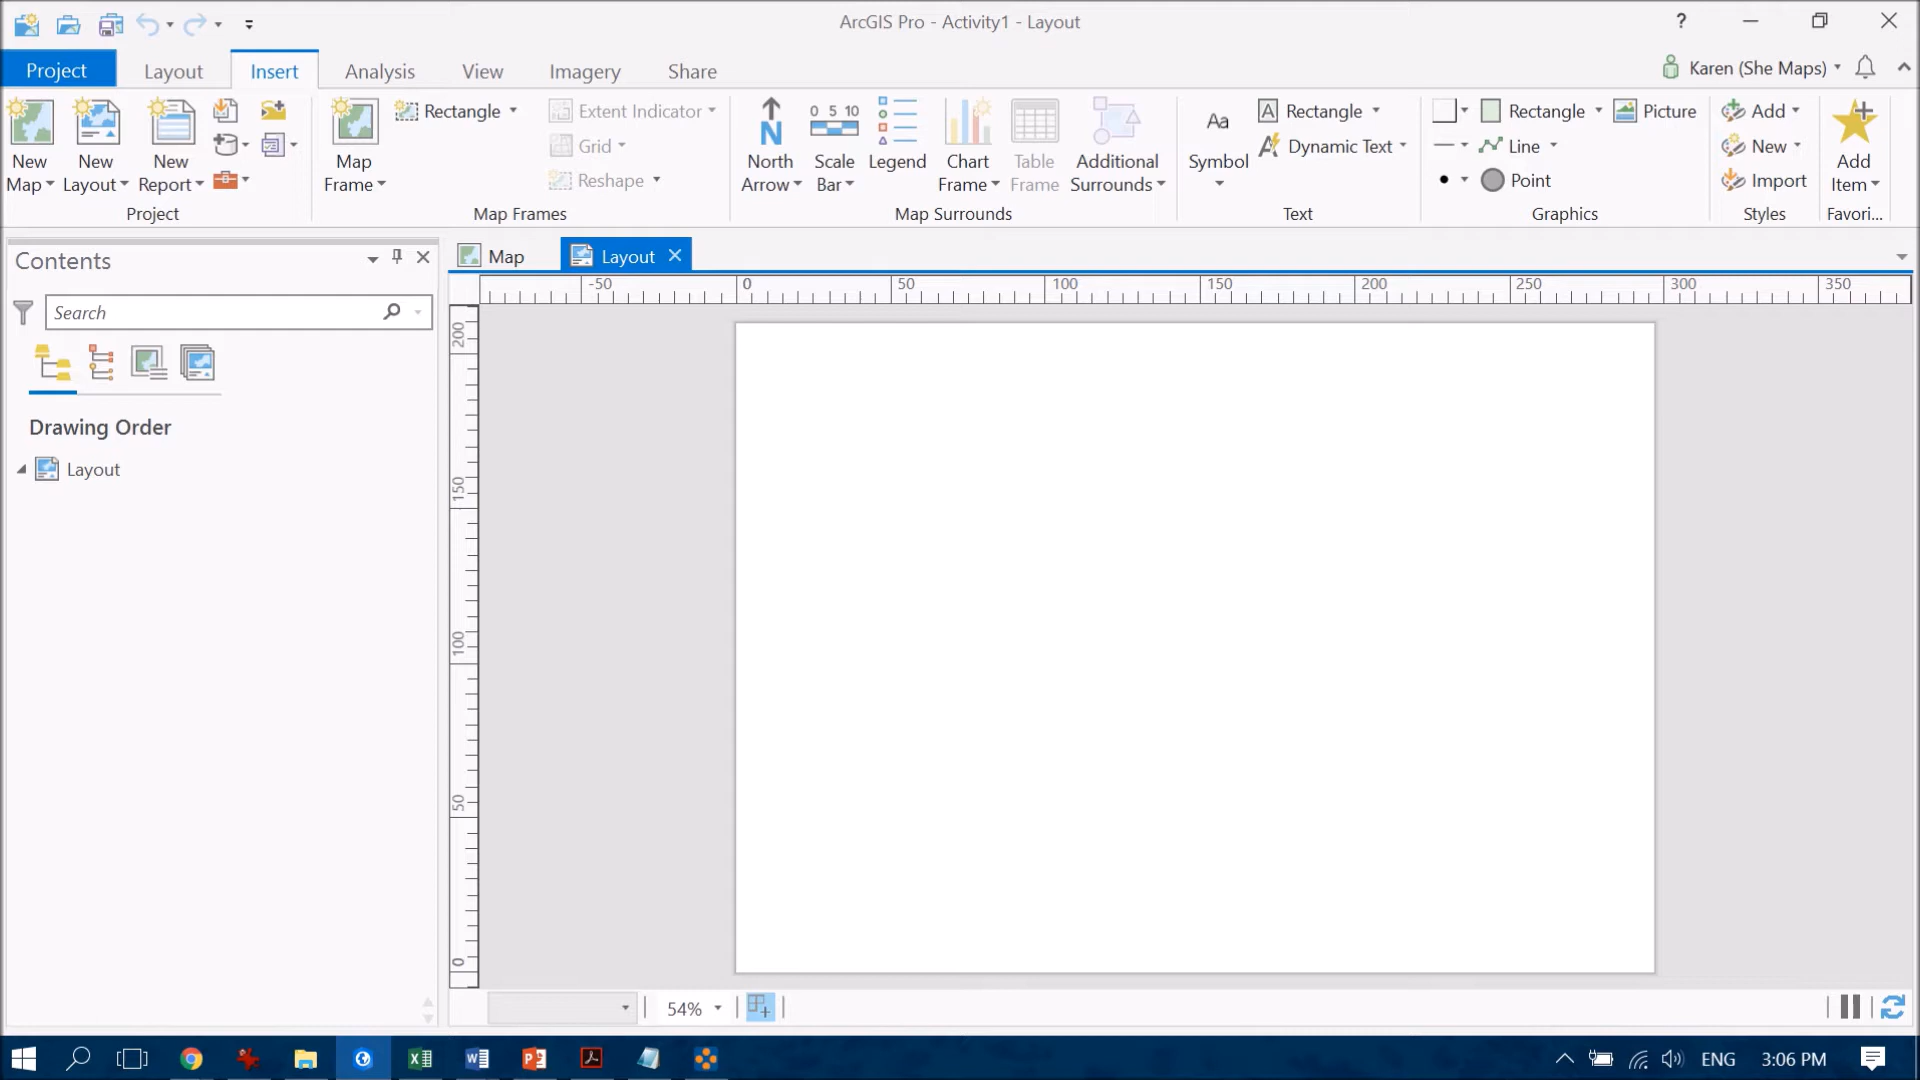 ArcGIS Pro - Activity1 - Layout
?
Project Layout Insert Analysis View Imagery Share Karen (She Maps)
New Map New Layout New Report
Project
Map Frame Rectangle Extent Indicator
Grid
Reshape
Map Frames
N North Arrow 0 5 10 Scale Bar Legend Chart Frame Table Frame Additional Surrounds
Map Surrounds
Aa Symbol A Rectangle
A Dynamic Text
Text
Rectangle Picture
Line
Point
Graphics
Add
New
Import
Styles
Add Item
Favori...
Contents
Search
Drawing Order
Layout
Map Layout
-50 0 50 100 150 200 250 300 350
200
150
100
50
0
54%
ENG 3:06 PM